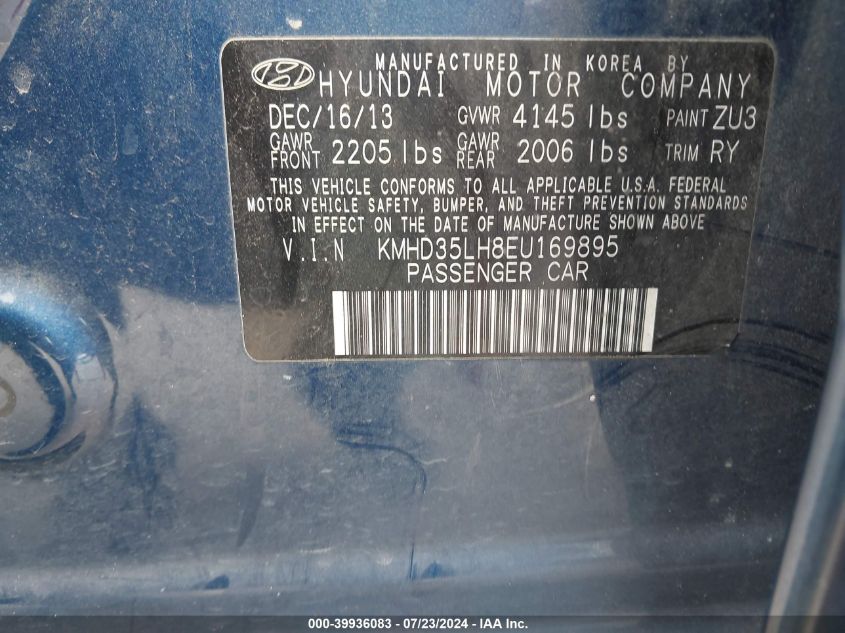 MANUFACTURED IN KOREA BY
HYUNDAI MOTOR COMPANY
DEC/16/13 GVWR 4145 lbs PAINT ZU3
GAWR FRONT 2205 lbs GAWR REAR 2006 lbs TRIM RY
THIS VEHICLE CONFORMS TO ALL APPLICABLE U.S.A. FEDERAL
MOTOR VEHICLE SAFETY, BUMPER, AND THEFT PREVENTION STANDARDS
IN EFFECT ON THE DATE OF MANUFACTURE SHOWN ABOVE
V.I.N KMHD35LH8EU169895
PASSENGER CAR
000-39936083 - 07/23/2024 - IAA Inc.